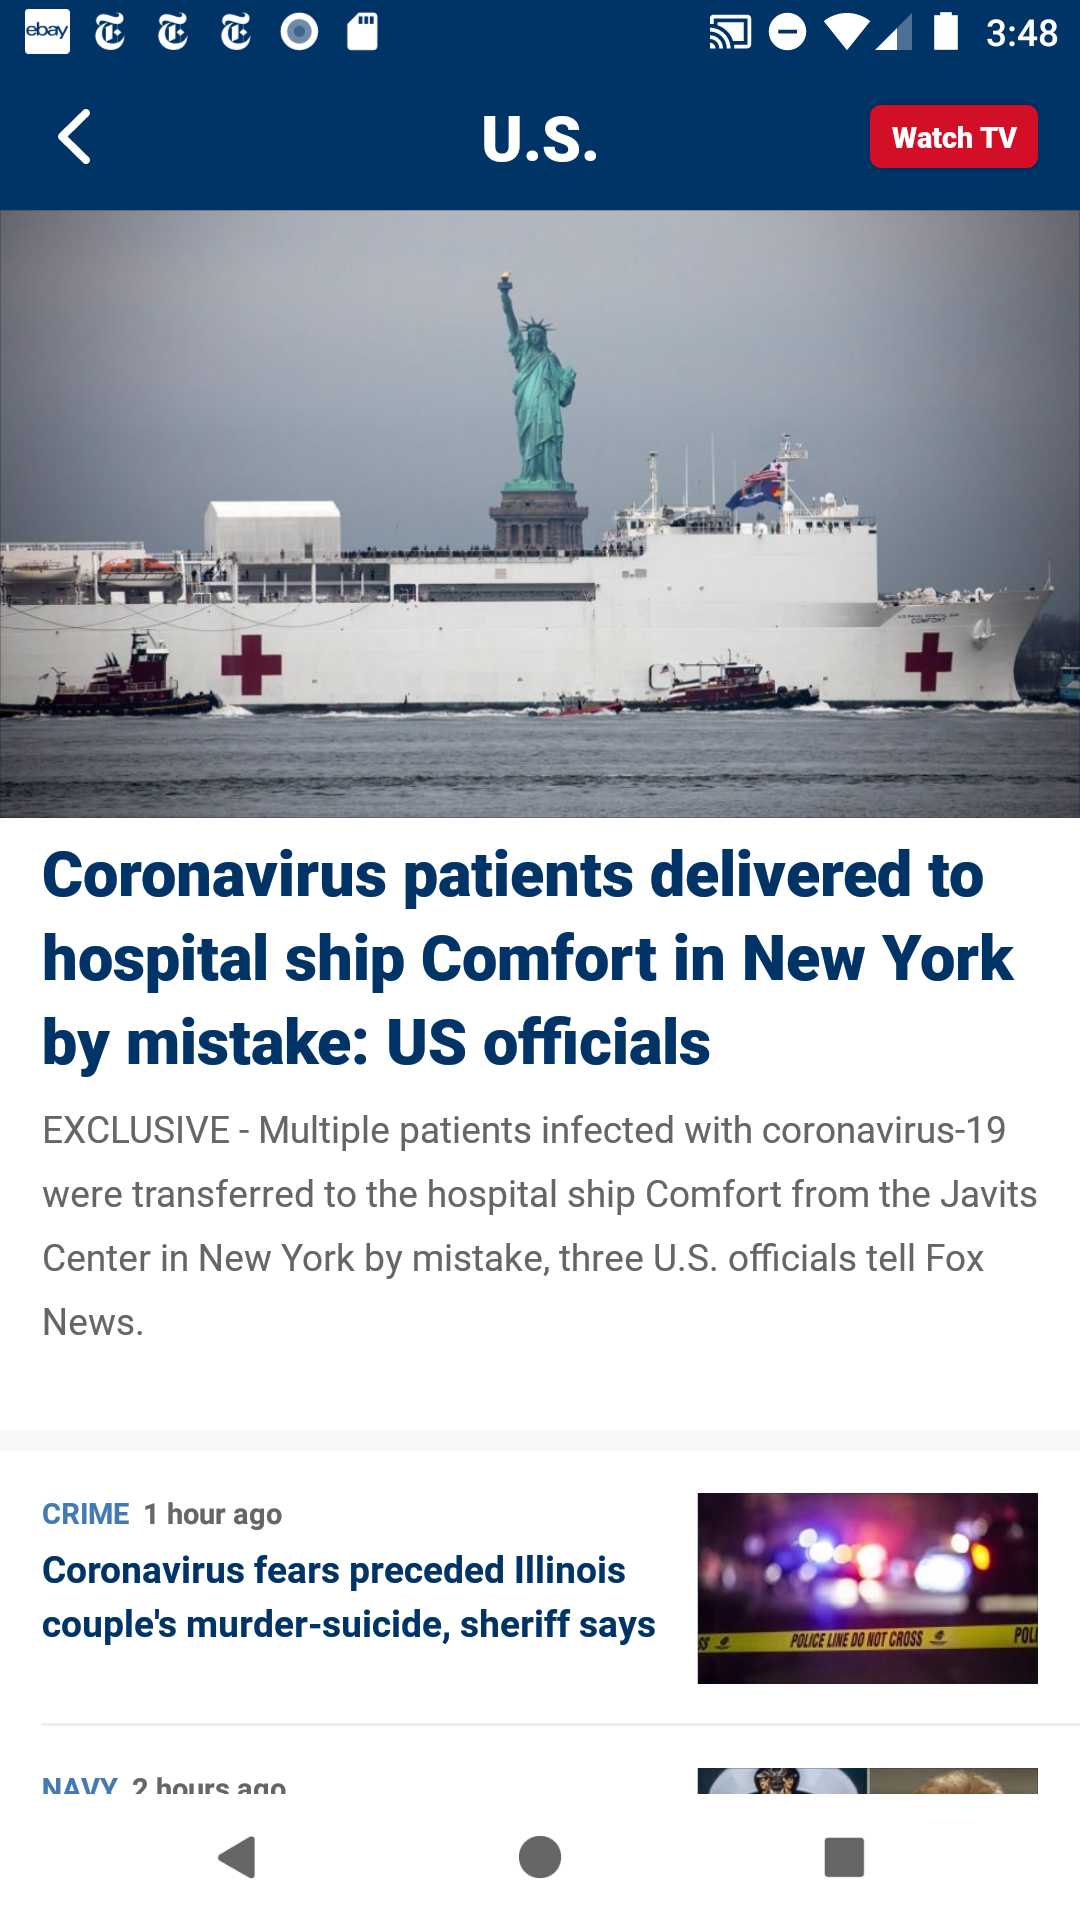 ebay
3:48
U.S.
Watch TV
COMFORT
Coronavirus patients delivered to
hospital ship Comfort in New York
by mistake: US officials
EXCLUSIVE - Multiple patients infected with coronavirus-19
were transferred to the hospital ship Comfort from the Javits
Center in New York by mistake, three U.S. officials tell Fox
News.
CRIME 1 hour ago
Coronavirus fears preceded Illinois
couple's murder-suicide, sheriff says
POLICE LINE DO NOT CROSS
NAVY 2 hours ago